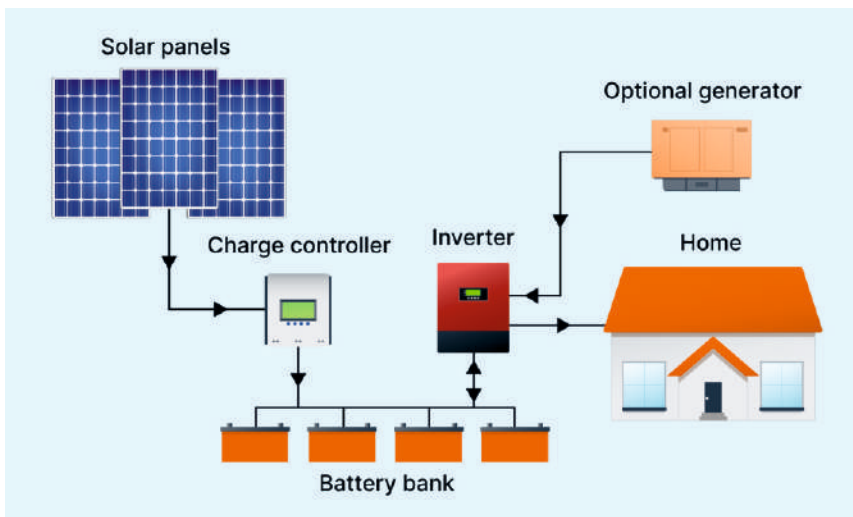 Solar panels
Optional generator
Charge controller
Inverter
Home
Battery bank